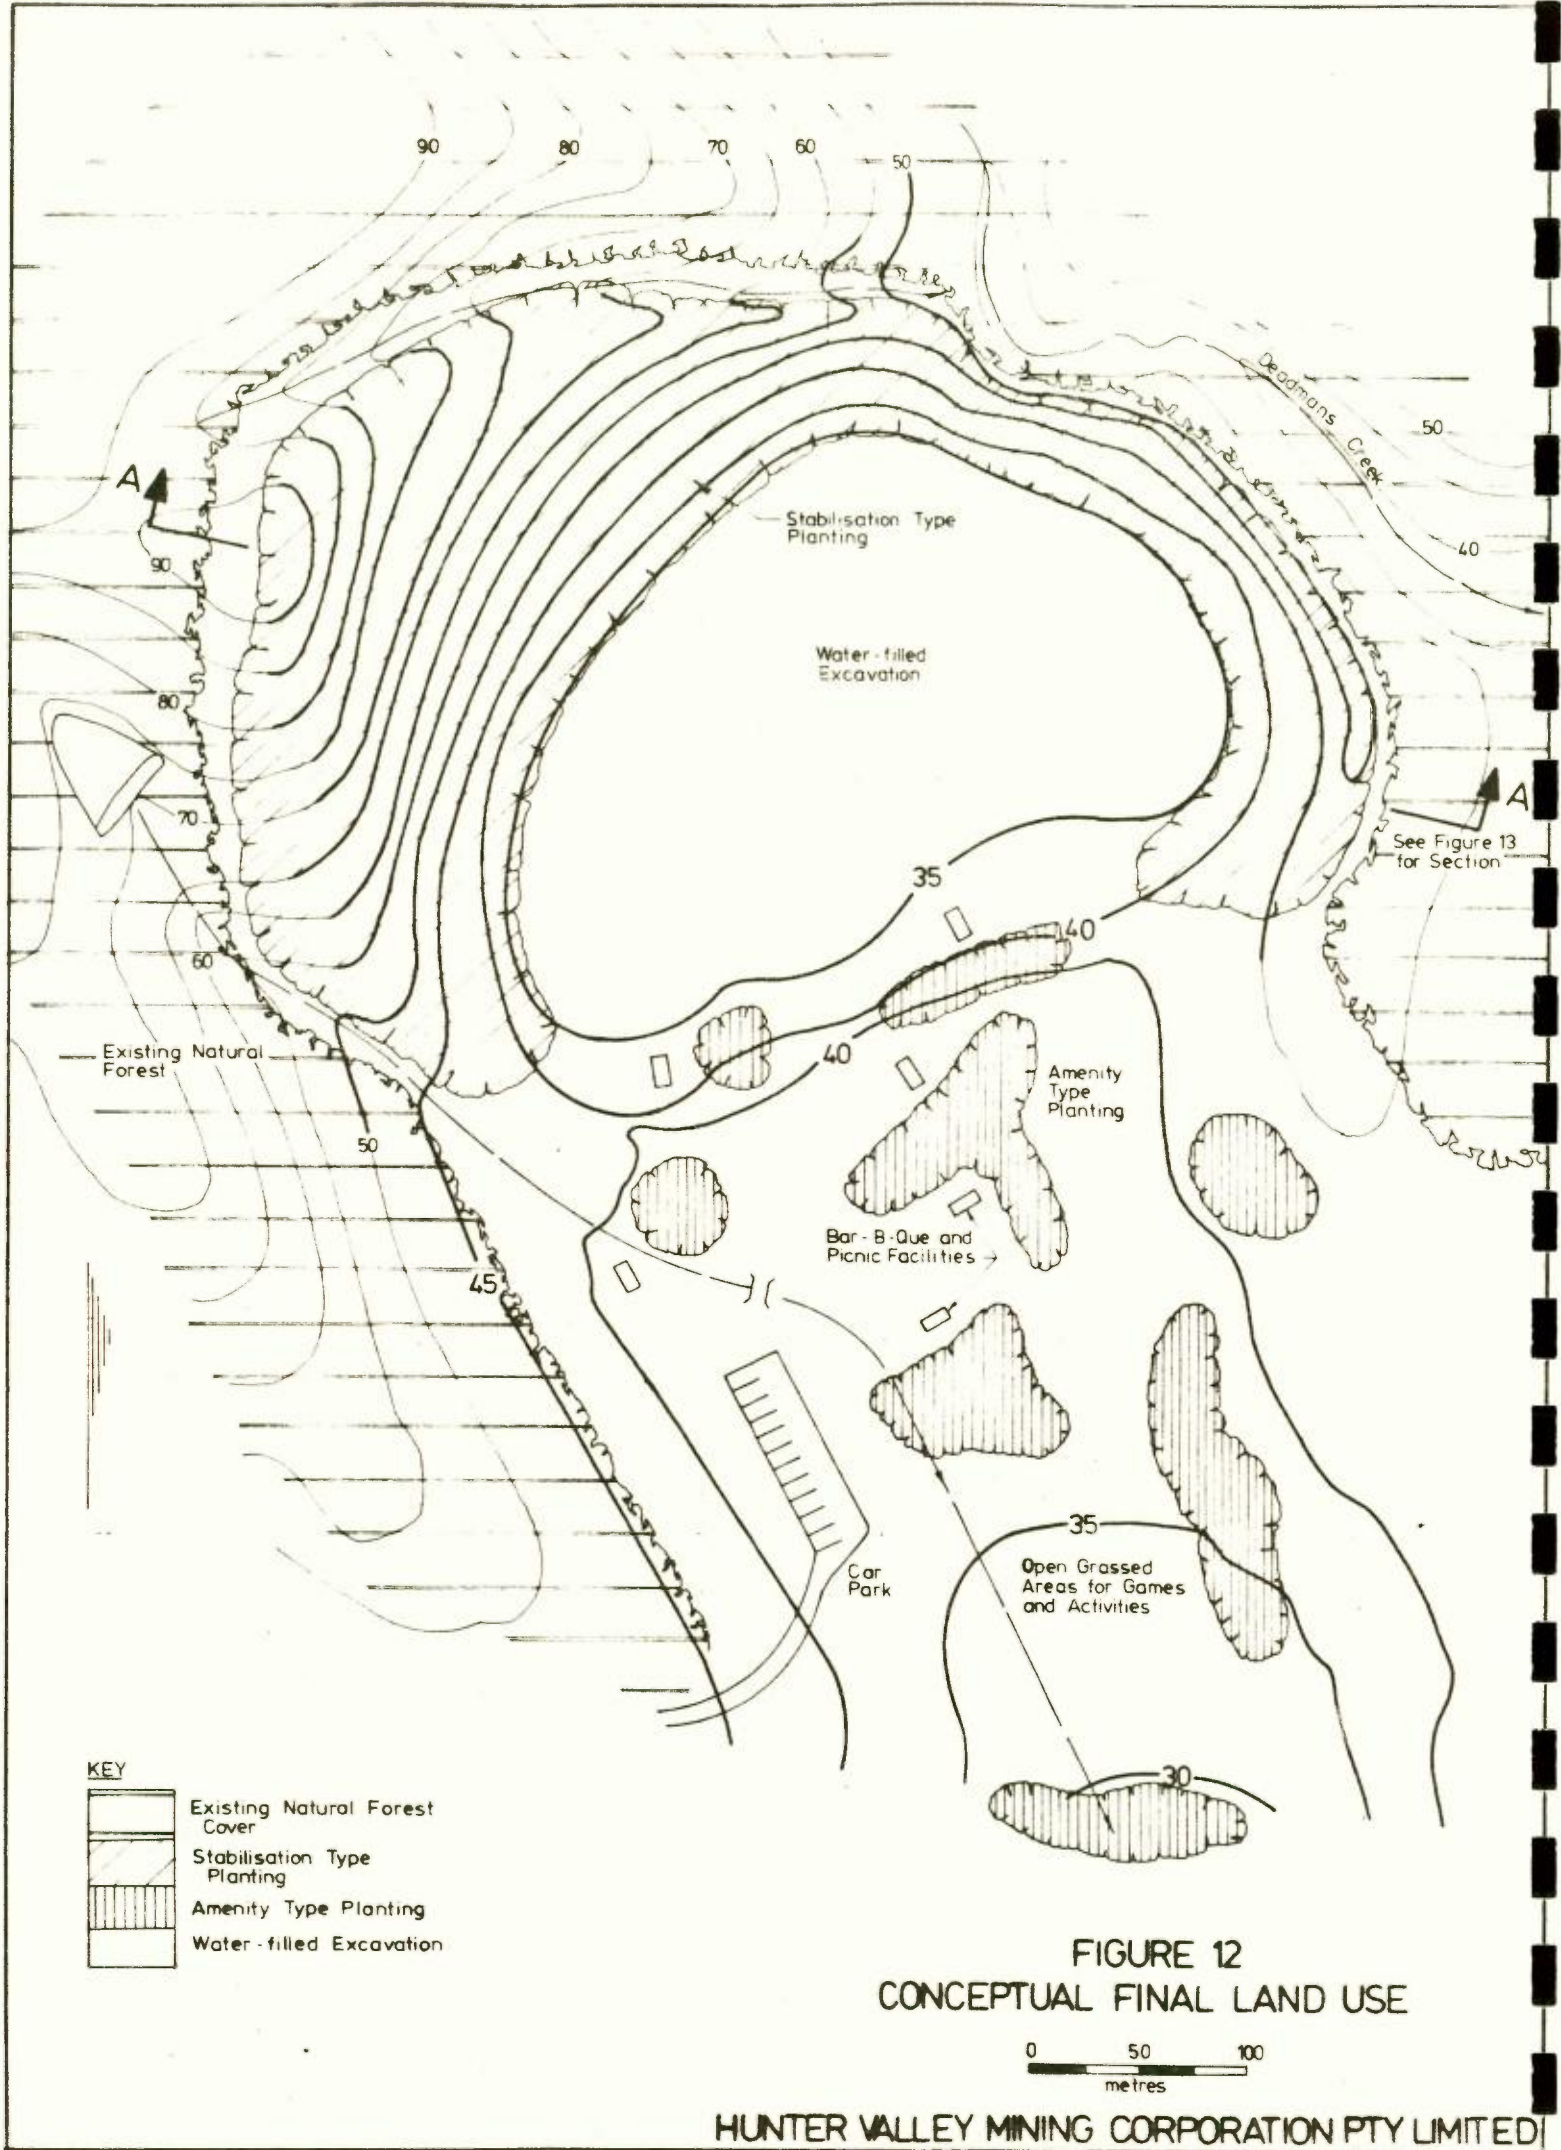 90
80
70
60
50
Deadmans Creek
50
A
Stabilisation Type
Planting
40
90
Water-filled
Excavation
80
A
70
See Figure 13
for Section
35
40
60
Existing Natural
Forest
40
Amenity
Type
Planting
50
Bar-B-Que and
Picnic Facilities
45
35
Car
Park
Open Grassed
Areas for Games
and Activities
30
KEY
Existing Natural Forest
Cover
Stabilisation Type
Planting
Amenity Type Planting
Water-filled Excavation
FIGURE 12
CONCEPTUAL FINAL LAND USE
0 50 100
metres
HUNTER VALLEY MINING CORPORATION PTY LIMITED